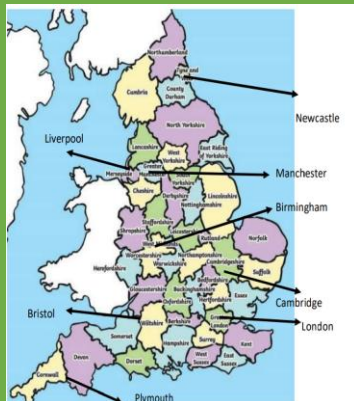 Northumberland
Tyne and
Newcastle
Cumbria
County
Durham
North Yorkshire
Liverpool
Lancashire
West
Yorkshire
East Riding
of Yorkshire
Merseyside
Greater
Manchester
Yorkshire
Manchester
Cheshire
Derbyshire
Nottinghamshire
Lincolnshire
Birmingham
Staffordshire
Shropshire
Leicestershire
Rutland
Norfolk
West Midlands
Herefordshire
Worcestershire
Warwickshire
Northamptonshire
Cambridgeshire
Suffolk
Bedfordshire
Cambridge
Gloucestershire
Oxfordshire
Buckinghamshire
Hertfordshire
Essex
London
Bristol
Wiltshire
Berkshire
Greater
London
Somerset
Hampshire
Surrey
Kent
Devon
Dorset
West
Sussex
East
Sussex
Cornwall
Plymouth